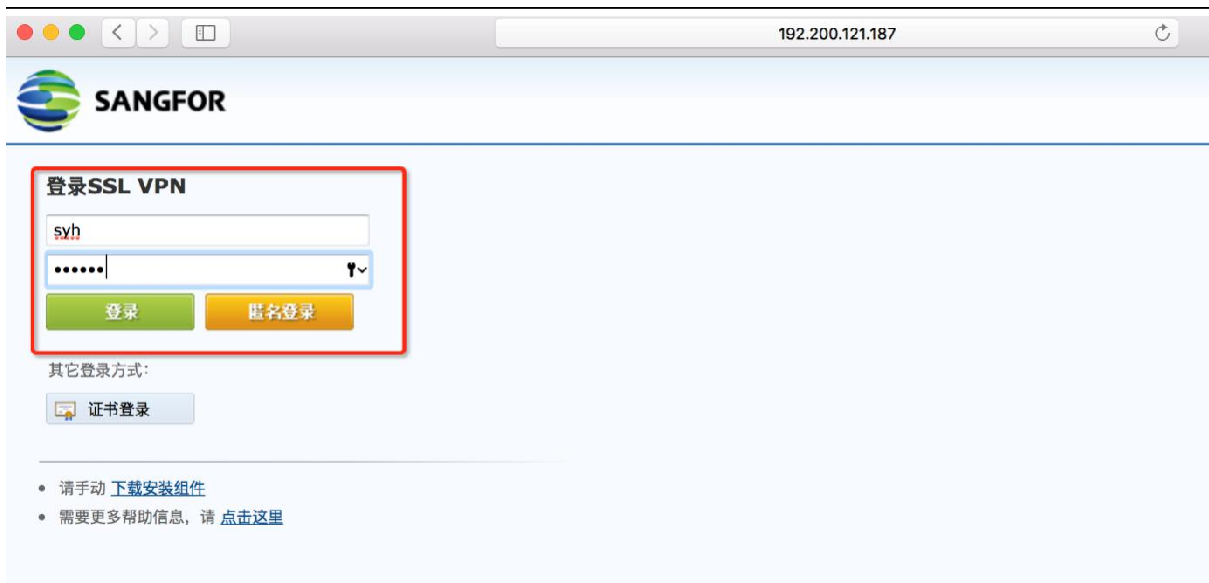 192.200.121.187
SANGFOR
登录SSL VPN
syh
••••••
登录 匿名登录
其它登录方式:
证书登录
请手动 下载安装组件
需要更多帮助信息，请 点击这里